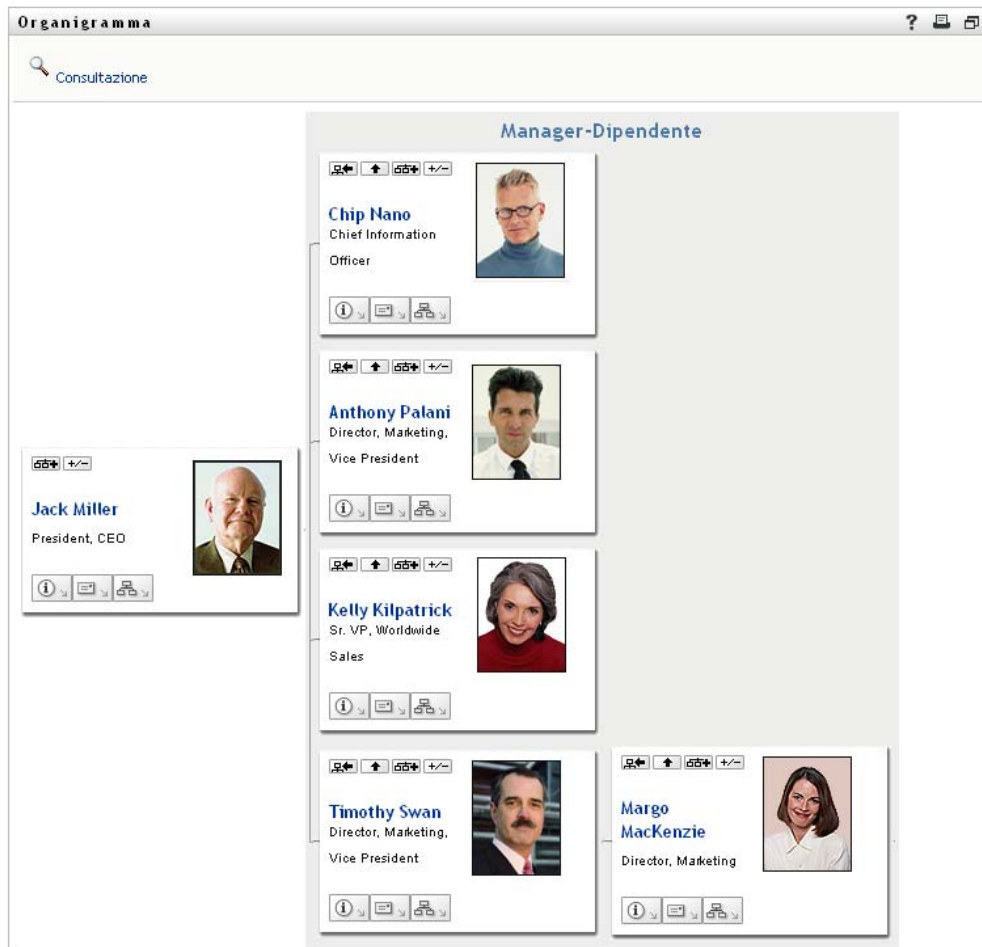 Organigramma
?
Consultazione
Manager-Dipendente
+/−
Chip Nano
Chief Information
Officer
+/−
Anthony Palani
Director, Marketing,
Vice President
+/−
Jack Miller
President, CEO
+/−
Kelly Kilpatrick
Sr. VP, Worldwide
Sales
+/−
Timothy Swan
Director, Marketing,
Vice President
+/−
Margo
MacKenzie
Director, Marketing